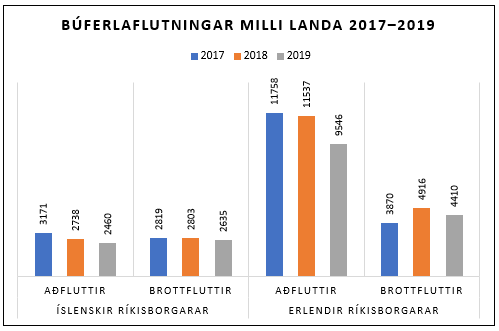 BÚFERLAFLUTNINGAR MILLI LANDA 2017–2019
2017 2018 2019
3171 2738 2460 2819 2803 2635 11758 11537 9546 3870 4916 4410
AÐFLUTTIR BROTTFLUTTIR AÐFLUTTIR BROTTFLUTTIR
ÍSLENSKIR RÍKISBORGARAR ERLENDIR RÍKISBORGARAR